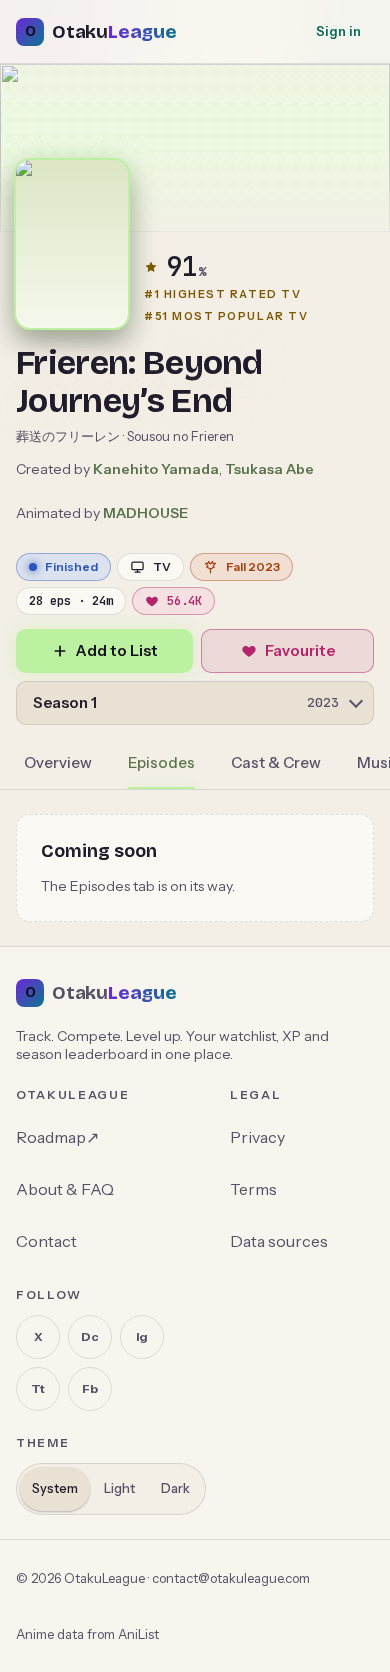 O OtakuLeague Sign in
91%
#1 HIGHEST RATED TV
#51 MOST POPULAR TV
Frieren: Beyond
Journey’s End
葬送のフリーレン · Sousou no Frieren
Created by Kanehito Yamada, Tsukasa Abe
Animated by MADHOUSE
Finished TV Fall 2023
28 eps · 24m 56.4K
+ Add to List Favourite
Season 1 2023
Overview Episodes Cast & Crew Musi
Coming soon
The Episodes tab is on its way.
O OtakuLeague
Track. Compete. Level up. Your watchlist, XP and
season leaderboard in one place.
OTAKULEAGUE LEGAL
Roadmap↗ Privacy
About & FAQ Terms
Contact Data sources
FOLLOW
X Dc Ig
Tt Fb
THEME
System Light Dark
© 2026 OtakuLeague · contact@otakuleague.com
Anime data from AniList